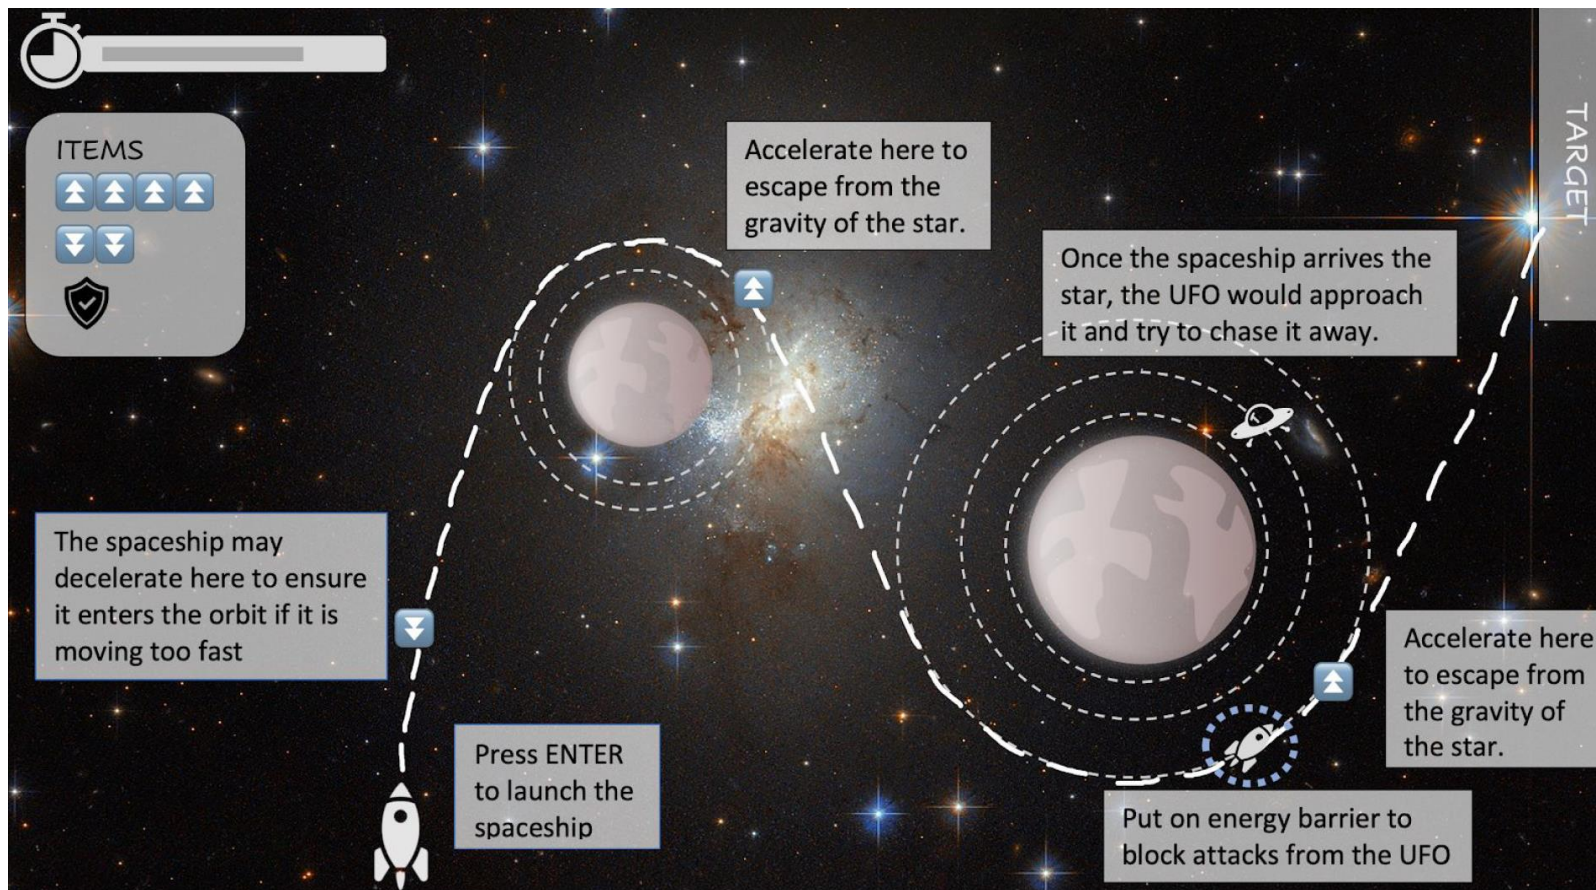 ITEMS
Accelerate here to
escape from the
gravity of the star.
TARGET
Once the spaceship arrives the
star, the UFO would approach
it and try to chase it away.
The spaceship may
decelerate here to ensure
it enters the orbit if it is
moving too fast
Press ENTER
to launch the
spaceship
Accelerate here
to escape from
the gravity of
the star.
Put on energy barrier to
block attacks from the UFO